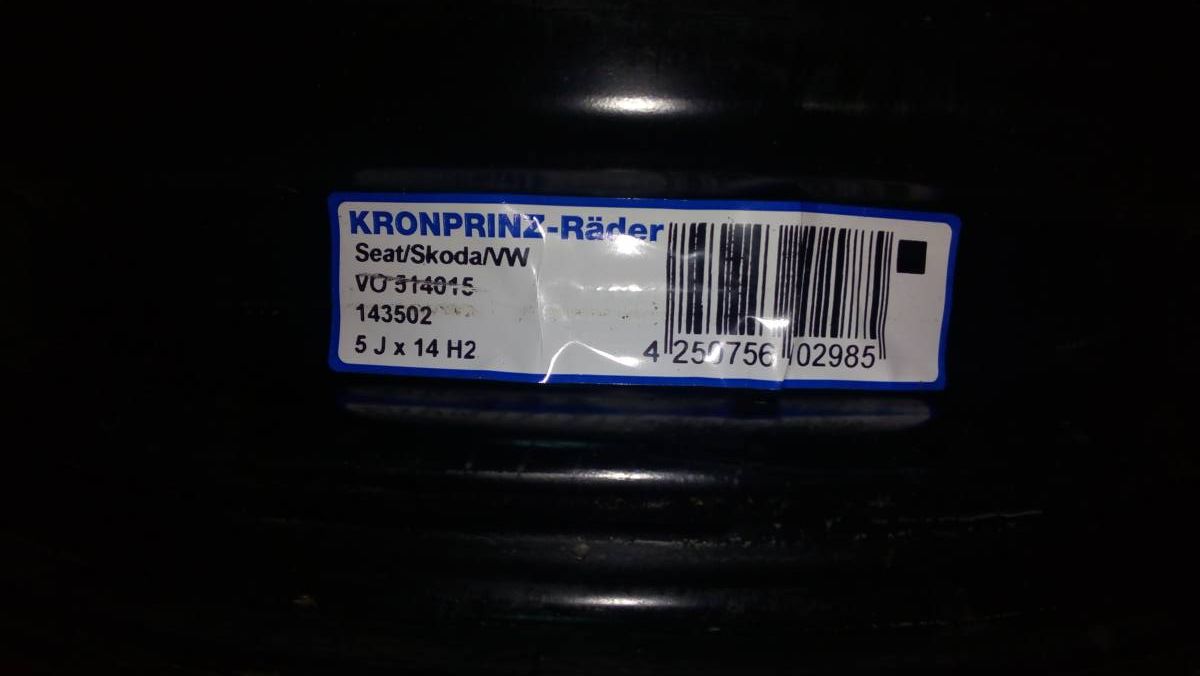 KRONPRINZ-Räder
Seat/Skoda/VW
VO 514015
143502
5 J x 14 H2
4 250756 02985